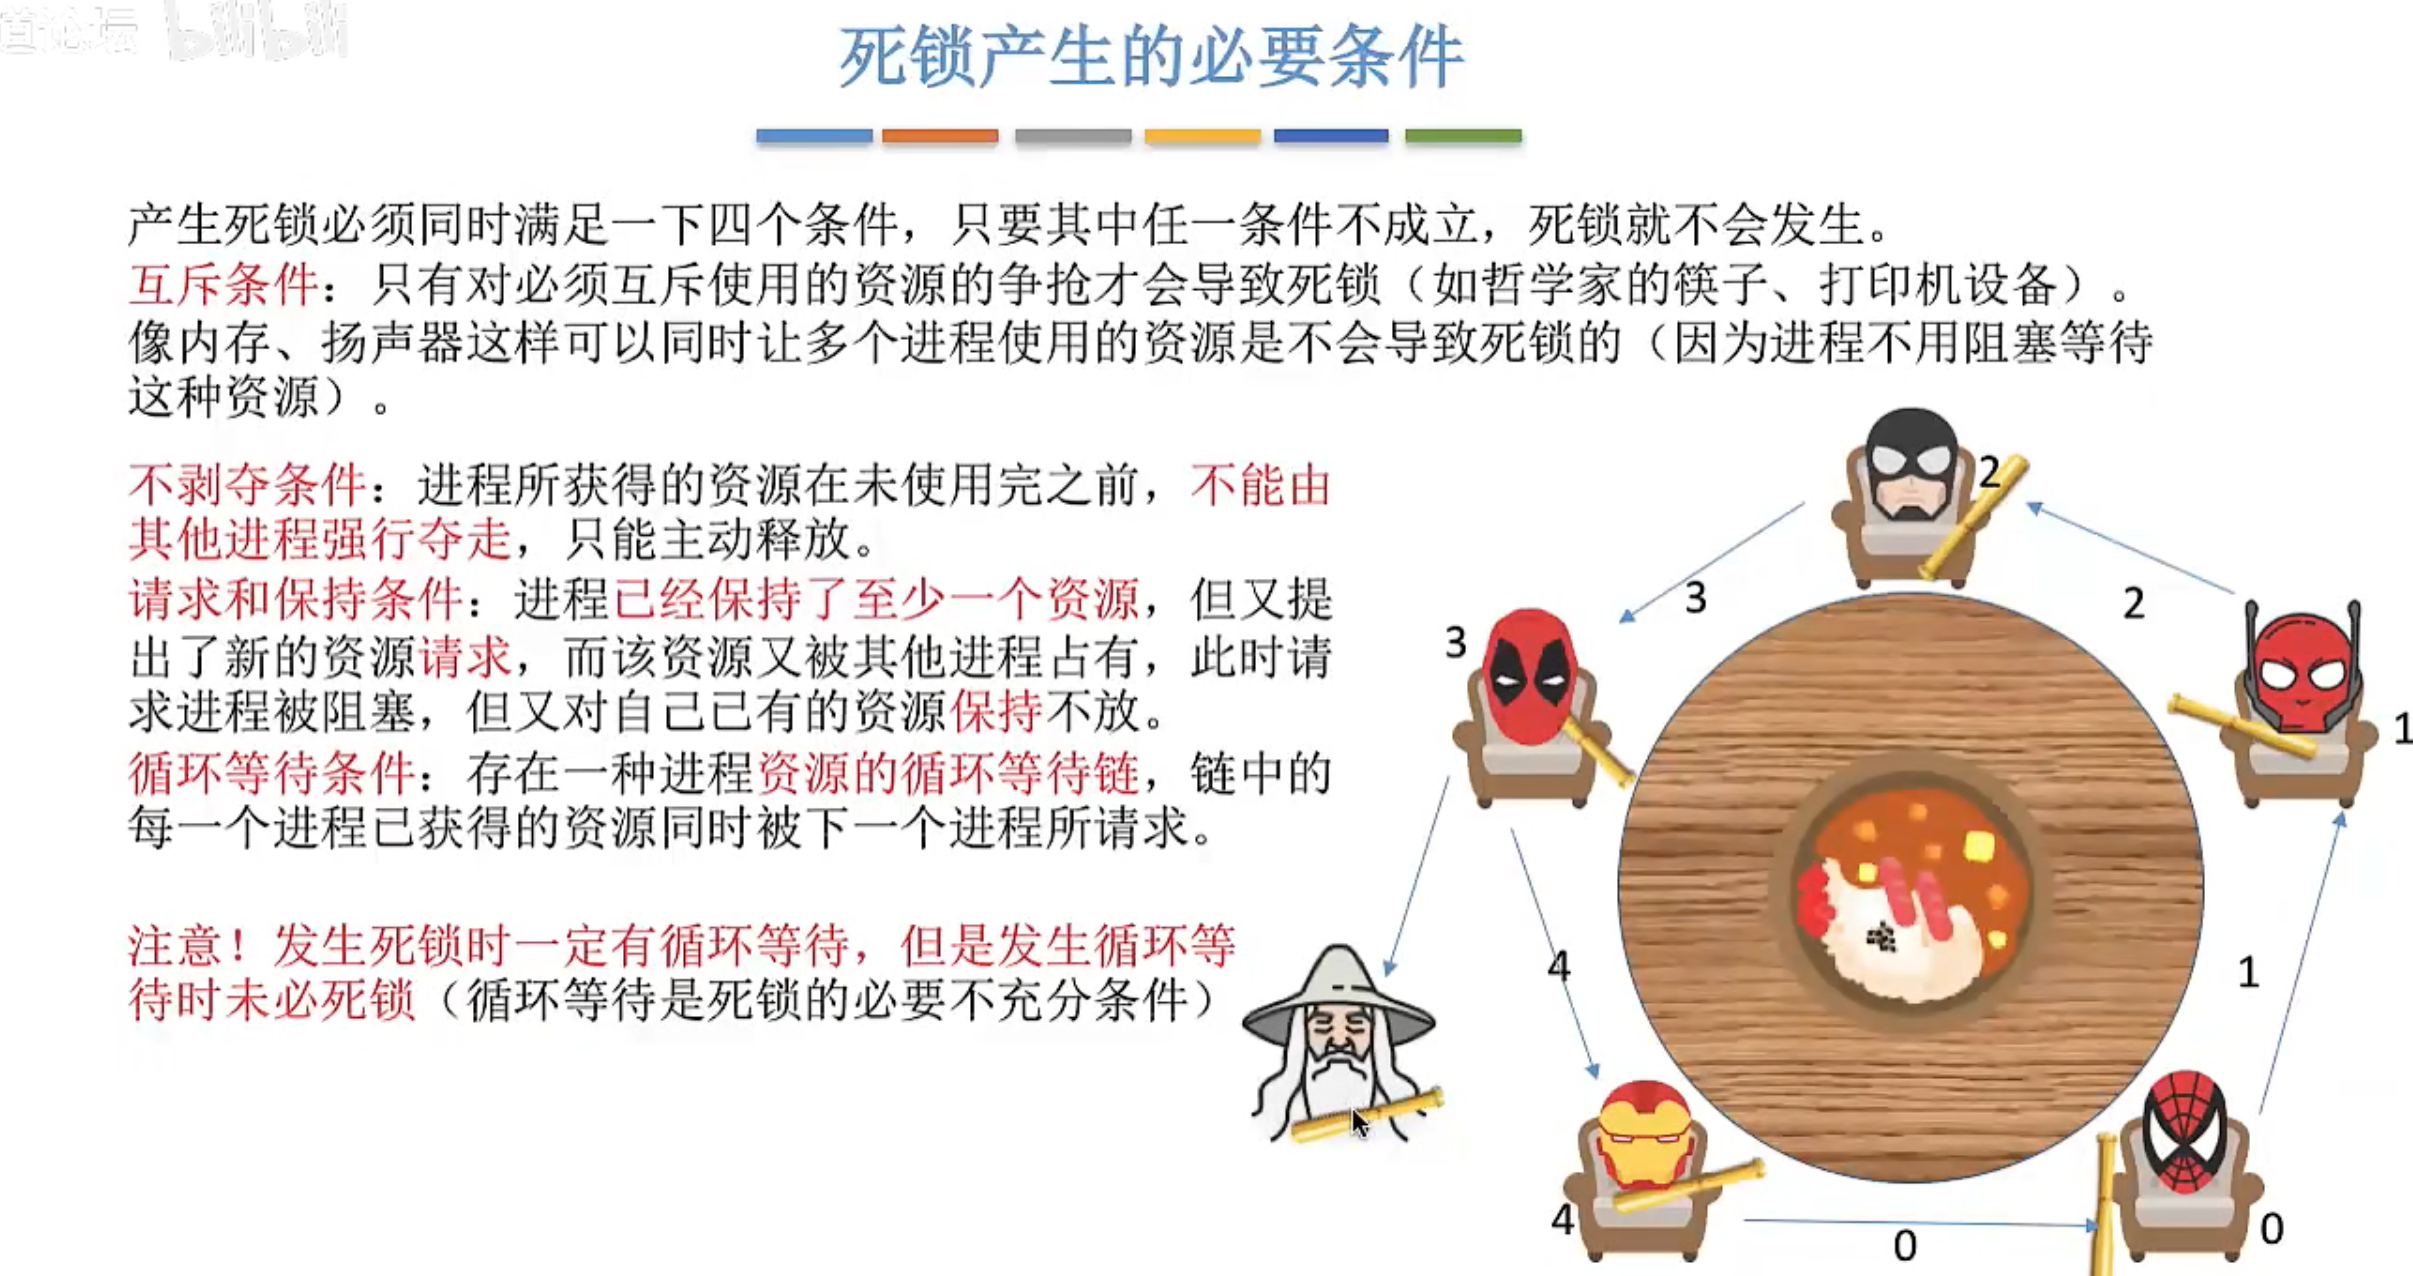 道论坛 bilibili
死锁产生的必要条件
产生死锁必须同时满足一下四个条件，只要其中任一条件不成立，死锁就不会发生。
互斥条件：只有对必须互斥使用的资源的争抢才会导致死锁（如哲学家的筷子、打印机设备）。
像内存、扬声器这样可以同时让多个进程使用的资源是不会导致死锁的（因为进程不用阻塞等待
这种资源）。
不剥夺条件：进程所获得的资源在未使用完之前，不能由
其他进程强行夺走，只能主动释放。
请求和保持条件：进程已经保持了至少一个资源，但又提
出了新的资源请求，而该资源又被其他进程占有，此时请
求进程被阻塞，但又对自己已有的资源保持不放。
循环等待条件：存在一种进程资源的循环等待链，链中的
每一个进程已获得的资源同时被下一个进程所请求。
注意！发生死锁时一定有循环等待，但是发生循环等
待时未必死锁（循环等待是死锁的必要不充分条件）
2
3
2
3
1
4
1
4
0
0